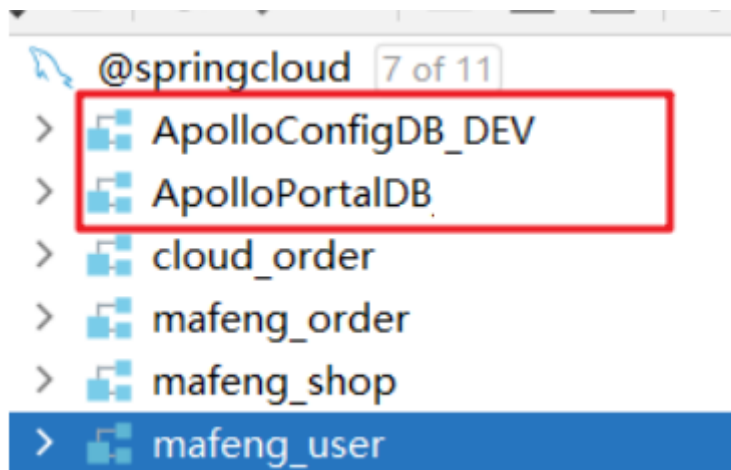 @springcloud 7 of 11
ApolloConfigDB_DEV
ApolloPortalDB
cloud_order
mafeng_order
mafeng_shop
mafeng_user